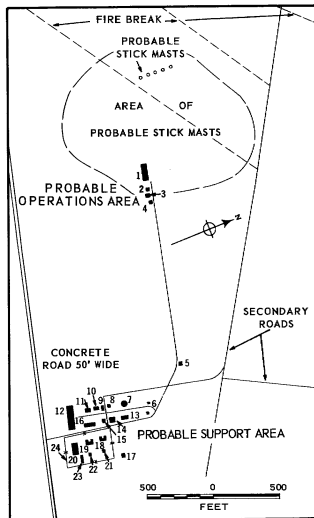 FIRE BREAK
PROBABLE
STICK MASTS
AREA OF
PROBABLE STICK MASTS
1
2
3
4
PROBABLE
OPERATIONS AREA
N
SECONDARY
ROADS
5
CONCRETE
ROAD 50' WIDE
10
11
9
8
7
6
12
16
13
14
15
PROBABLE SUPPORT AREA
24
19
18
20
17
23
22
21
500 0 500
FEET